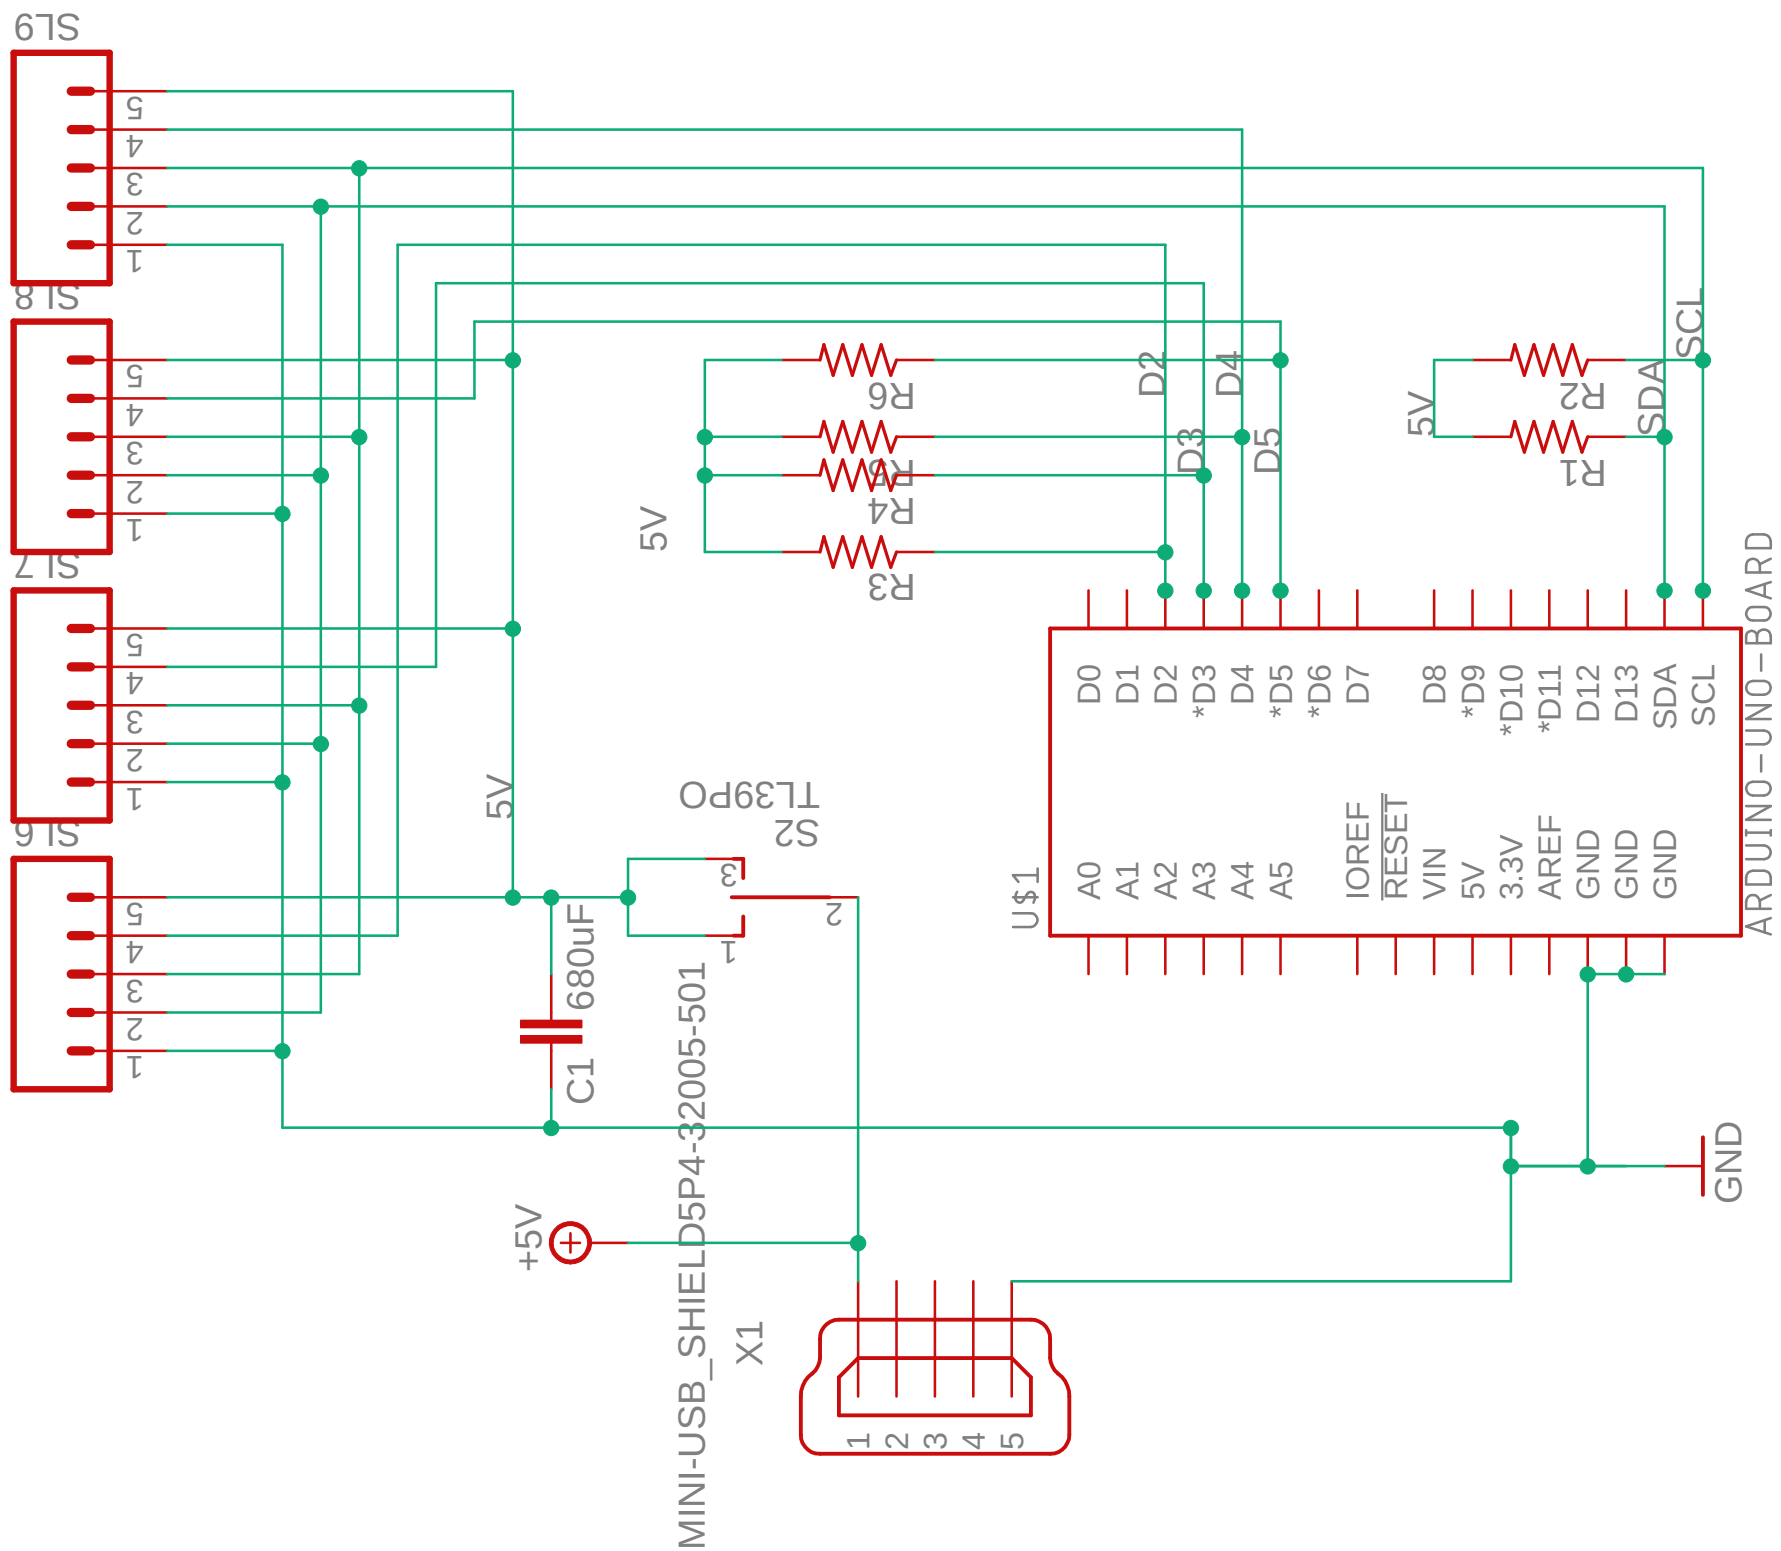 SL9
5
4
3
2
1
SL8
5
4
3
2
1
SL7
5
4
3
2
1
SL6
5
4
3
2
1
5V
R6
R5
R4
R3
5V
D2
D3
D4
D5
5V
R2
R1
SDA
SCL
5V
TL39PO
S2
3
2
1
680uF
C1
D0
D1
D2
*D3
D4
*D5
*D6
D7
D8
*D9
*D10
*D11
D12
D13
SDA
SCL
A0
A1
A2
A3
A4
A5
IOREF
RESET
VIN
5V
3.3V
AREF
GND
GND
GND
U$1
ARDUINO-UNO-BOARD
GND
+5V
MINI-USB_SHIELD5P4-32005-501
X1
1
2
3
4
5